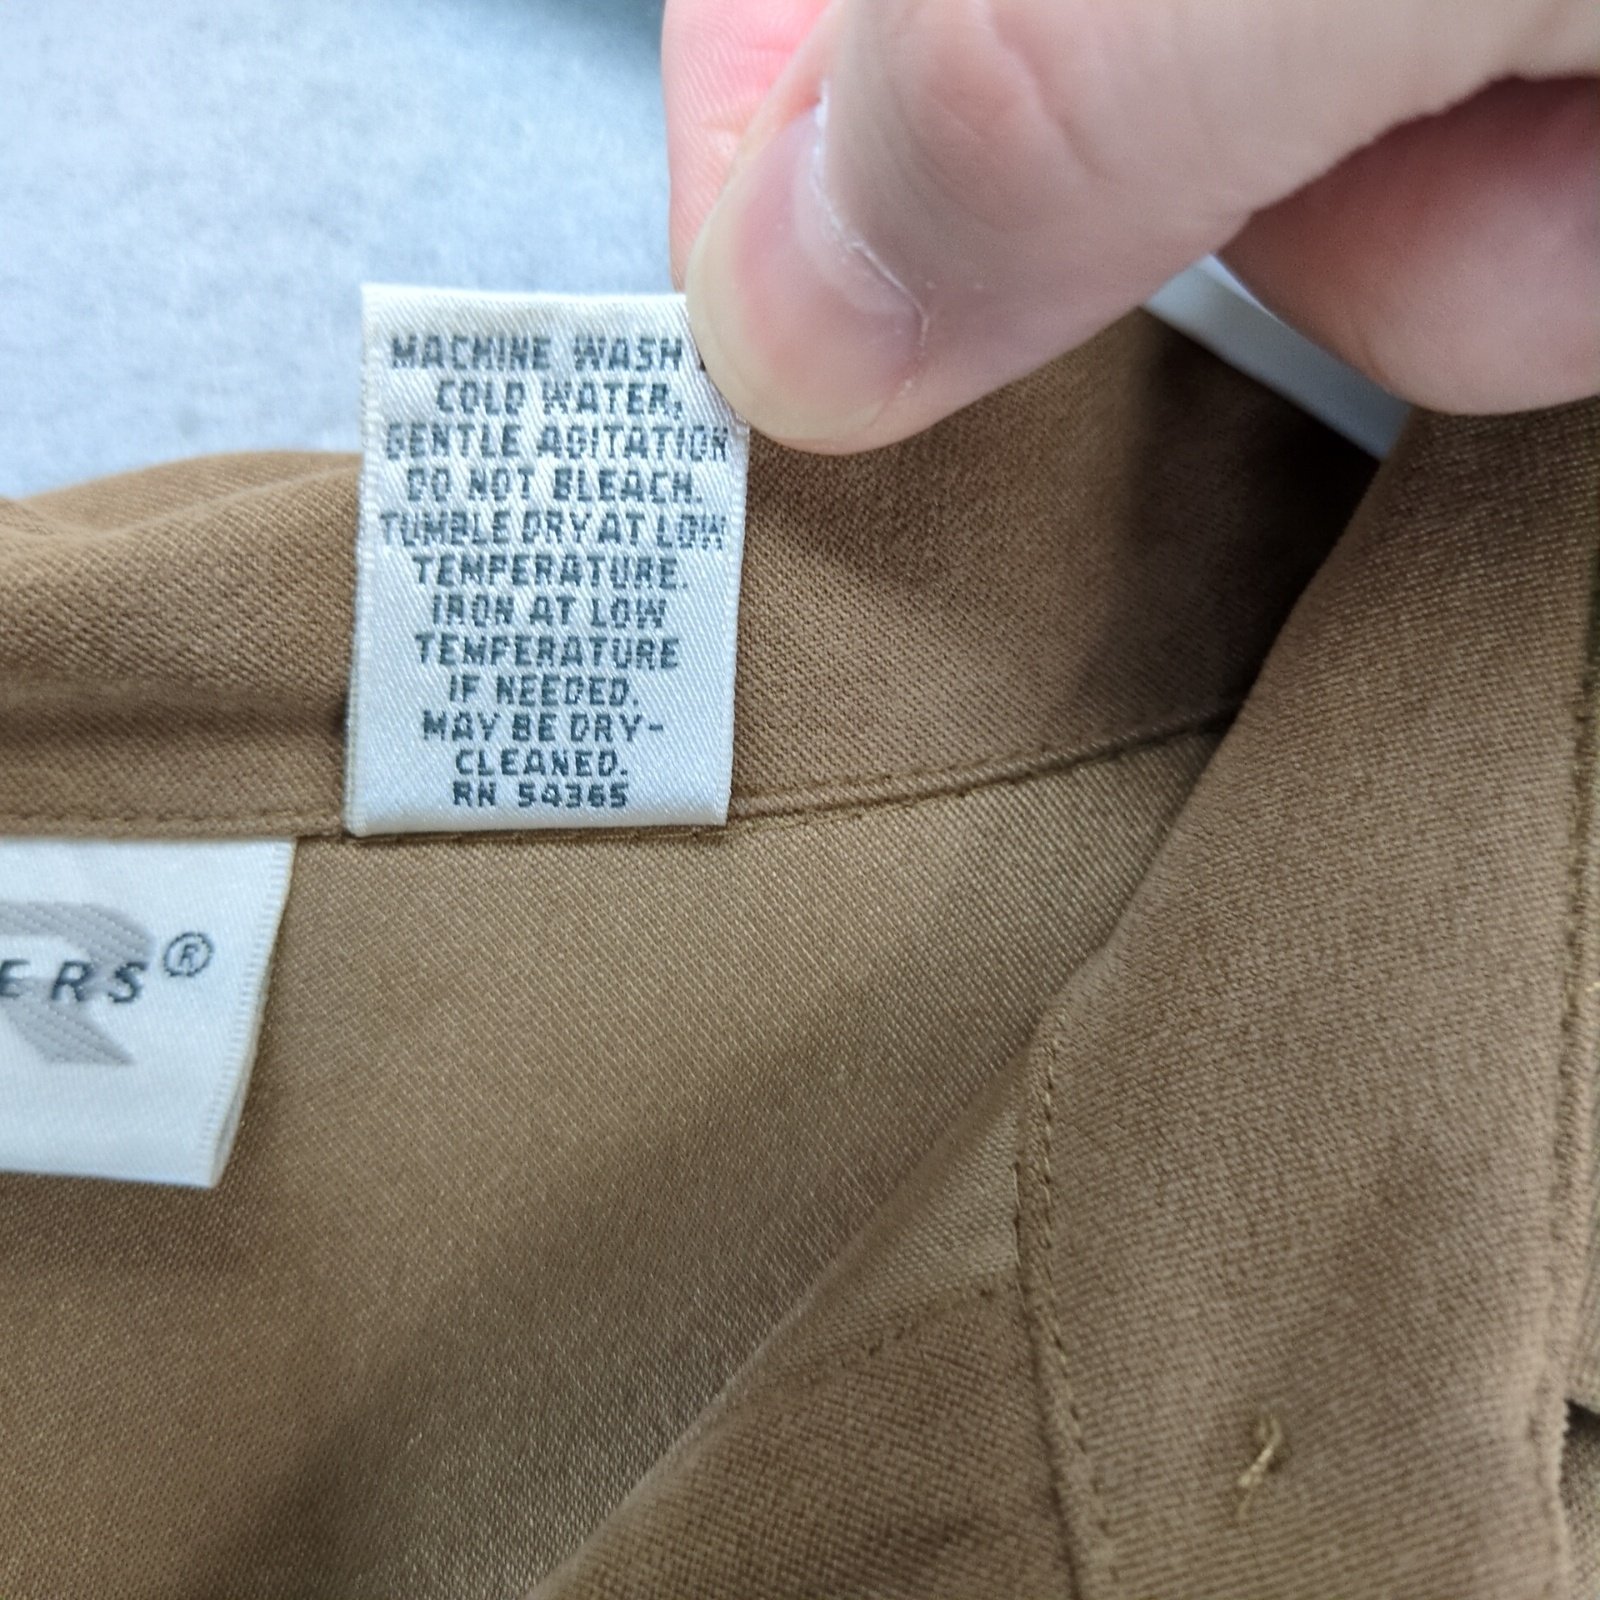 MACHINE WASH
COLD WATER,
GENTLE AGITATION
DO NOT BLEACH.
TUMBLE DRY AT LOW
TEMPERATURE.
IRON AT LOW
TEMPERATURE
IF NEEDED.
MAY BE DRY-
CLEANED.
RN 54365
ERS®